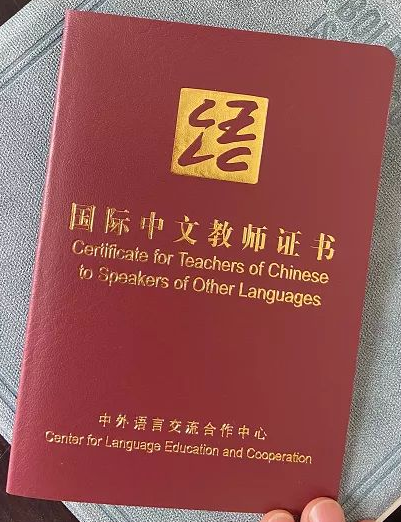 国际中文教师证书
Certificate for Teachers of Chinese
to Speakers of Other Languages
中外语言交流合作中心
Center for Language Education and Cooperation